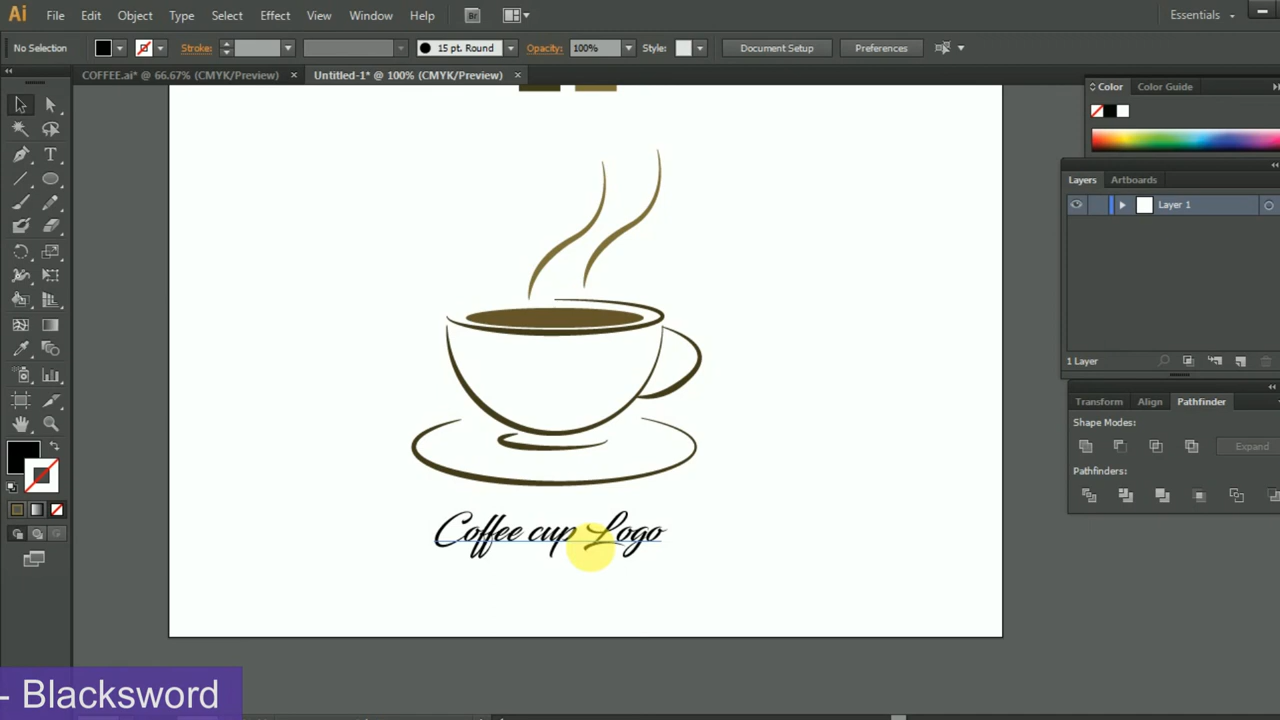 Ai File Edit Object Type Select Effect View Window Help Br Essentials
No Selection Stroke: 15 pt. Round Opacity: 100% Style: Document Setup Preferences
COFFEE.ai* @ 66.67% (CMYK/Preview) × Untitled-1* @ 100% (CMYK/Preview) ×
Color Color Guide
Layers Artboards
Layer 1
1 Layer
Transform Align Pathfinder
Shape Modes:
Expand
Pathfinders:
Coffee cup Logo
- Blacksword